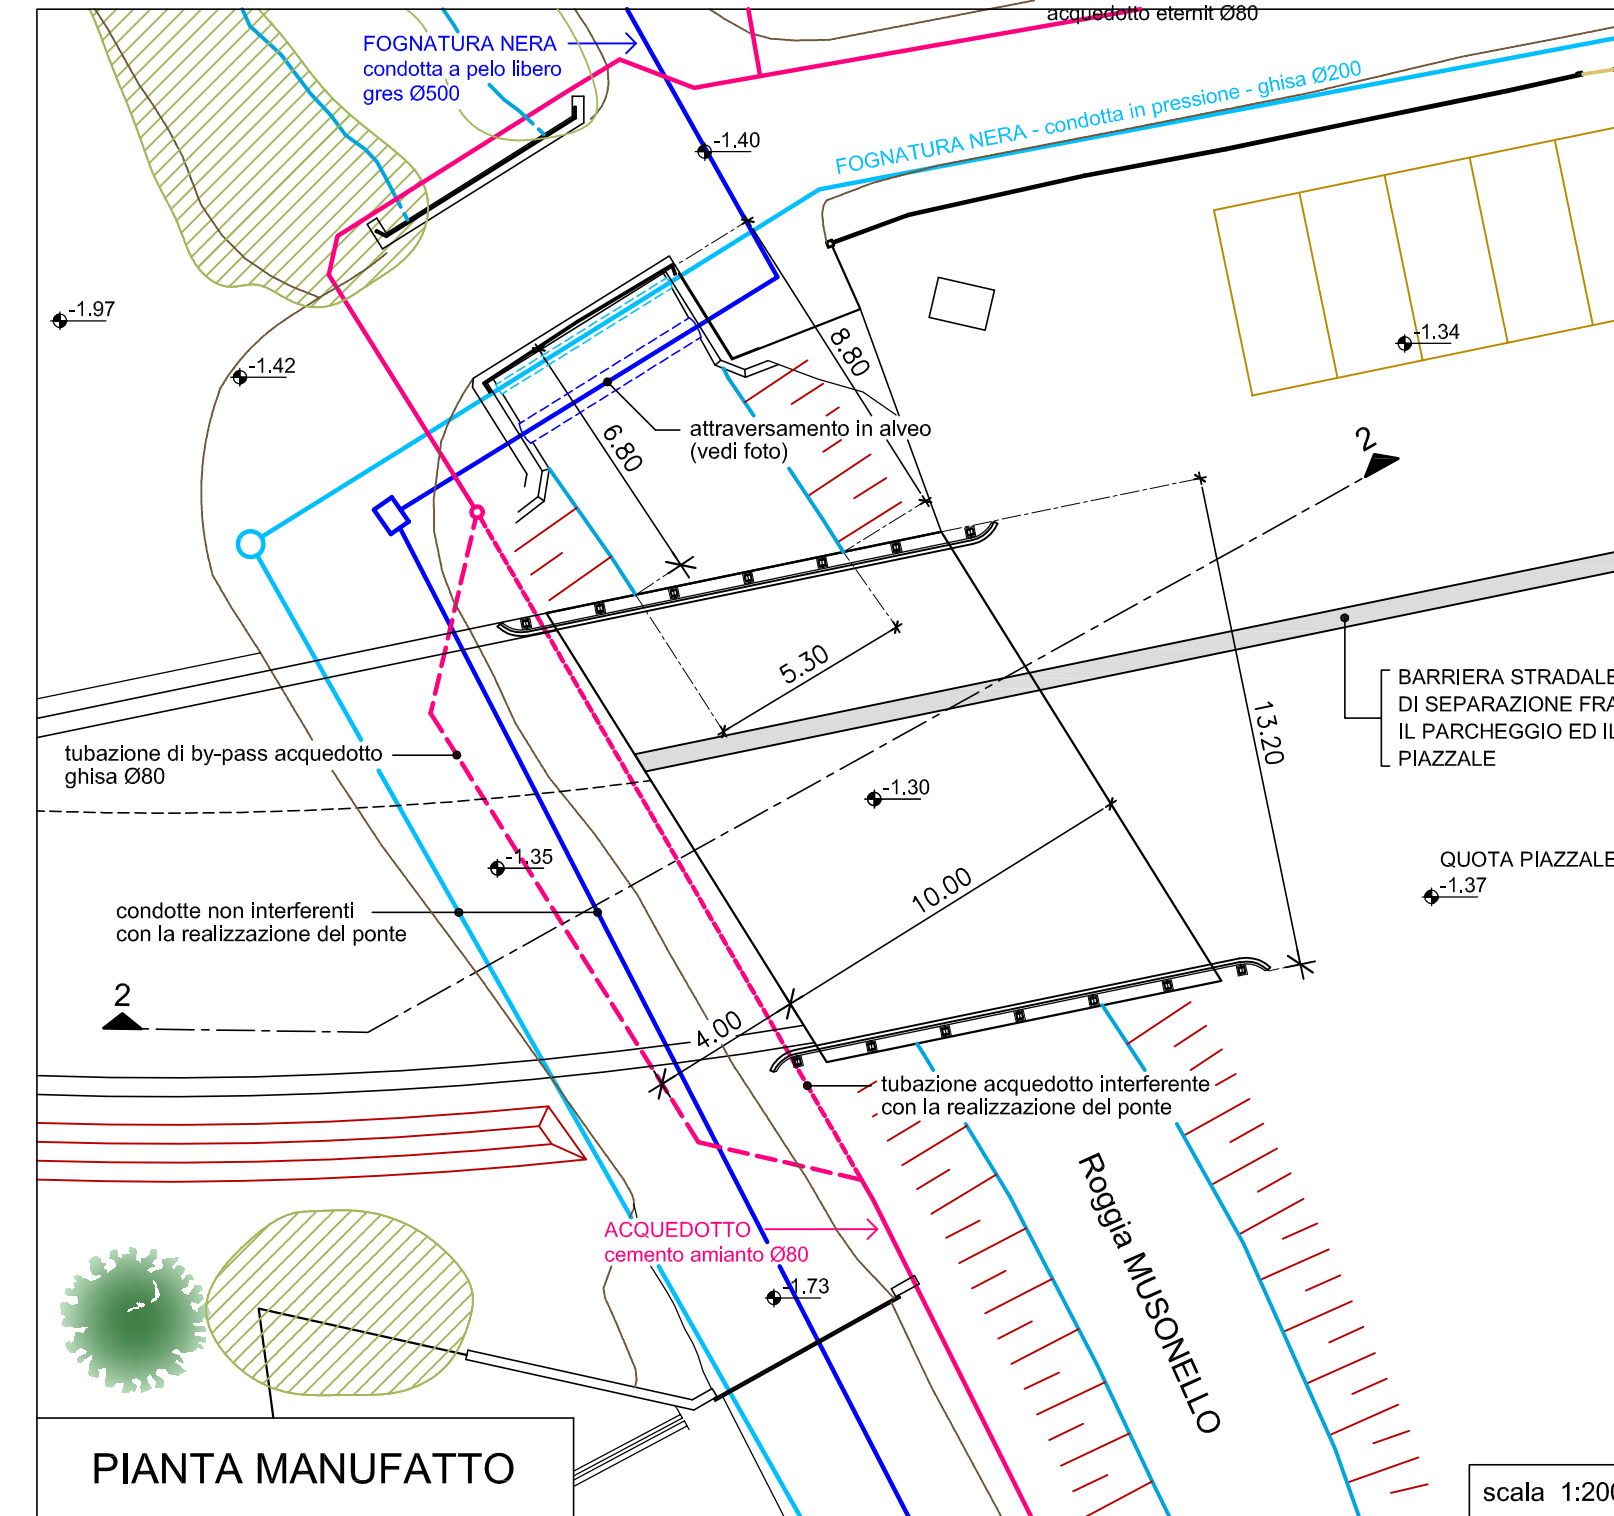 acquedotto eternit Ø80
FOGNATURA NERA
condotta a pelo libero
gres Ø500
-1.40
FOGNATURA NERA - condotta in pressione - ghisa Ø200
-1.97
-1.42
8.80
-1.34
attraversamento in alveo
(vedi foto)
6.80
2
5.30
BARRIERA STRADALE
DI SEPARAZIONE FRA
IL PARCHEGGIO ED IL
PIAZZALE
13.20
tubazione di by-pass acquedotto
ghisa Ø80
-1.30
-1.35
QUOTA PIAZZALE
-1.37
10.00
condotte non interferenti
con la realizzazione del ponte
2
4.00
tubazione acquedotto interferente
con la realizzazione del ponte
Roggia MUSONELLO
ACQUEDOTTO
cemento amianto Ø80
-1.73
PIANTA MANUFATTO
scala 1:200